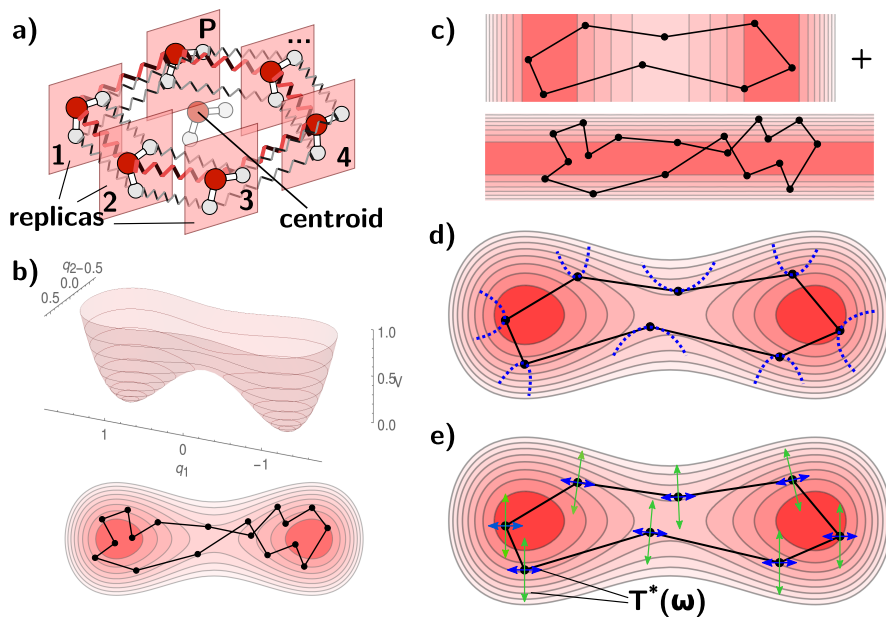 a)
P
...
1
2
3
4
replicas
centroid
b)
q2 -0.5
0.0
0.5
1.0
0.5
0.0
V
1
0
-1
q1
c)
+
d)
e)
T*(ω)